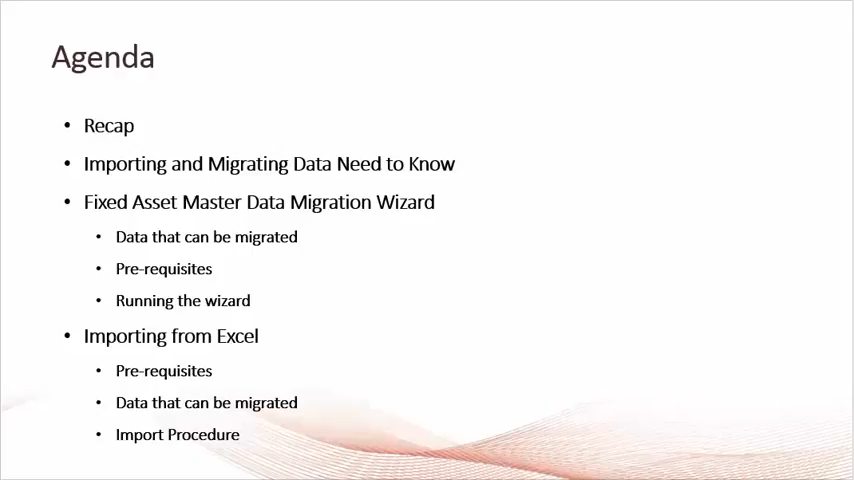 Agenda
• Recap
• Importing and Migrating Data Need to Know
• Fixed Asset Master Data Migration Wizard
• Data that can be migrated
• Pre-requisites
• Running the wizard
• Importing from Excel
• Pre-requisites
• Data that can be migrated
• Import Procedure